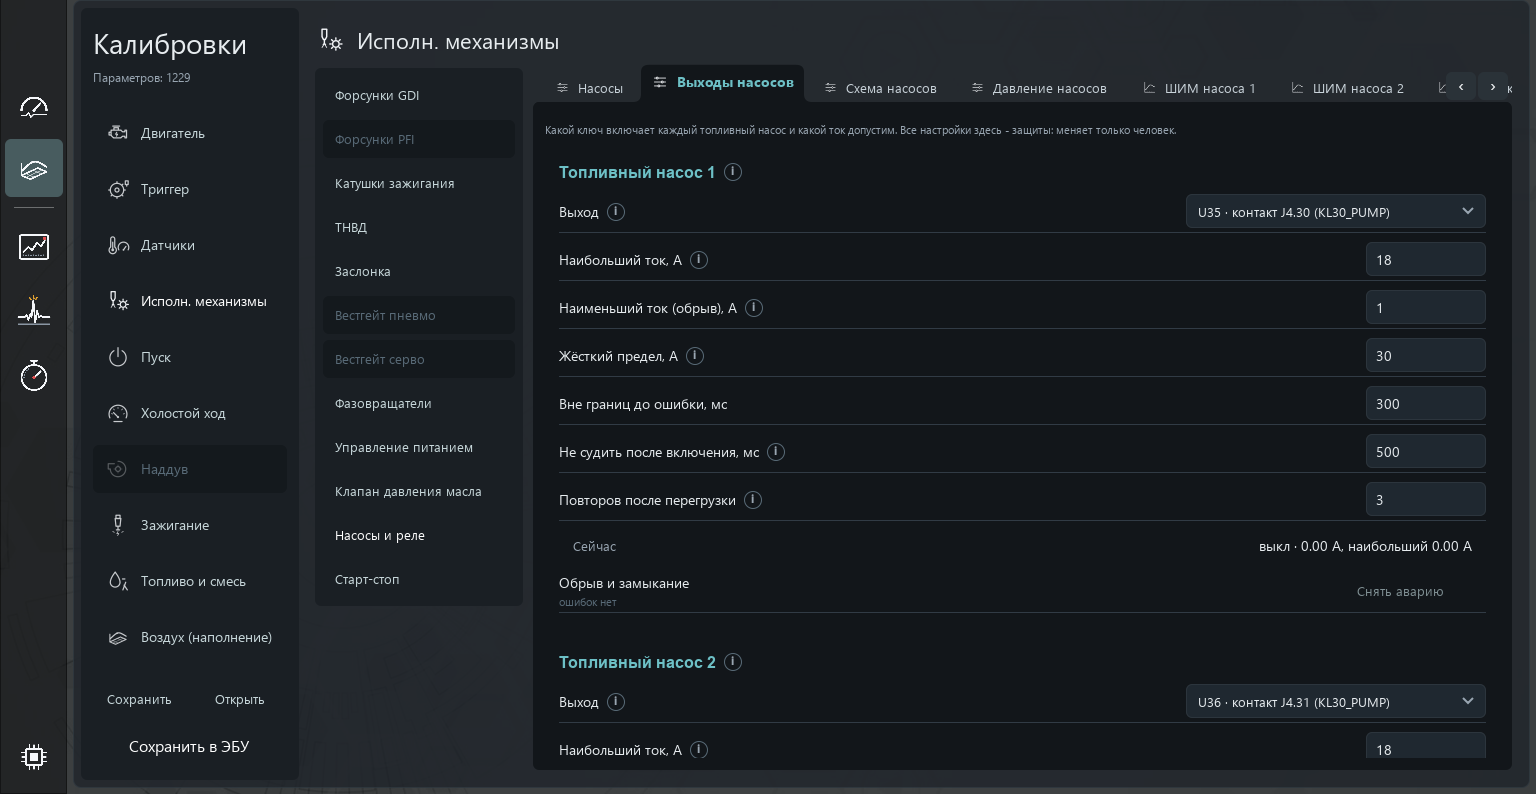 Калибровки
Параметров: 1229
Двигатель
Триггер
Датчики
Исполн. механизмы
Пуск
Холостой ход
Наддув
Зажигание
Топливо и смесь
Воздух (наполнение)
Сохранить
Открыть
Сохранить в ЭБУ
Исполн. механизмы
Форсунки GDI
Форсунки PFI
Катушки зажигания
ТНВД
Заслонка
Вестгейт пневмо
Вестгейт серво
Фазовращатели
Управление питанием
Клапан давления масла
Насосы и реле
Старт-стоп
Насосы
Выходы насосов
Схема насосов
Давление насосов
ШИМ насоса 1
ШИМ насоса 2
Какой ключ включает каждый топливный насос и какой ток допустим. Все настройки здесь - защиты: меняет только человек.
Топливный насос 1
Выход
U35 · контакт J4.30 (KL30_PUMP)
Наибольший ток, А
18
Наименьший ток (обрыв), А
1
Жёсткий предел, А
30
Вне границ до ошибки, мс
300
Не судить после включения, мс
500
Повторов после перегрузки
3
Сейчас
выкл · 0.00 А, наибольший 0.00 А
Обрыв и замыкание
ошибок нет
Снять аварию
Топливный насос 2
Выход
U36 · контакт J4.31 (KL30_PUMP)
Наибольший ток, А
18